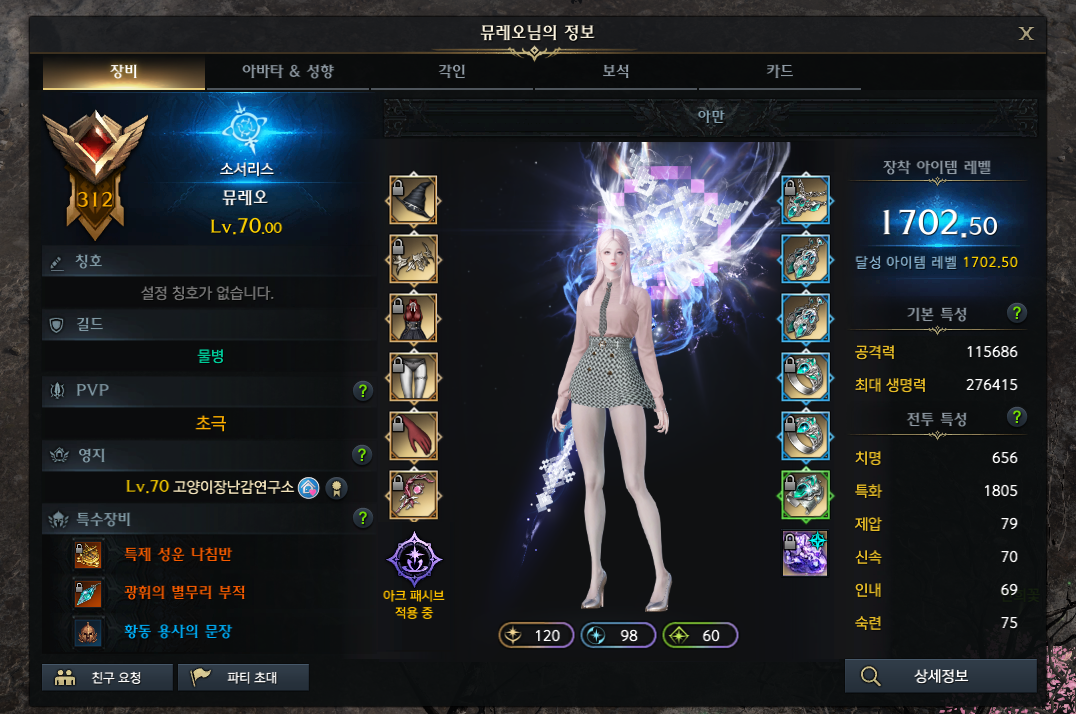 뮤레오님의 정보
X
장비
아바타 & 성향
각인
보석
카드
312
소서리스
뮤레오
Lv.70.00
칭호
설정 칭호가 없습니다.
길드
물병
PVP
?
초극
영지
?
Lv.70 고양이장난감연구소
특수장비
?
특제 성운 나침반
광휘의 별무리 부적
황동 용사의 문장
친구 요청
파티 초대
아만
아크 패시브
적용 중
120
98
60
장착 아이템 레벨
1702.50
달성 아이템 레벨 1702.50
기본 특성
?
공격력 115686
최대 생명력 276415
전투 특성
?
치명 656
특화 1805
제압 79
신속 70
인내 69
숙련 75
상세정보